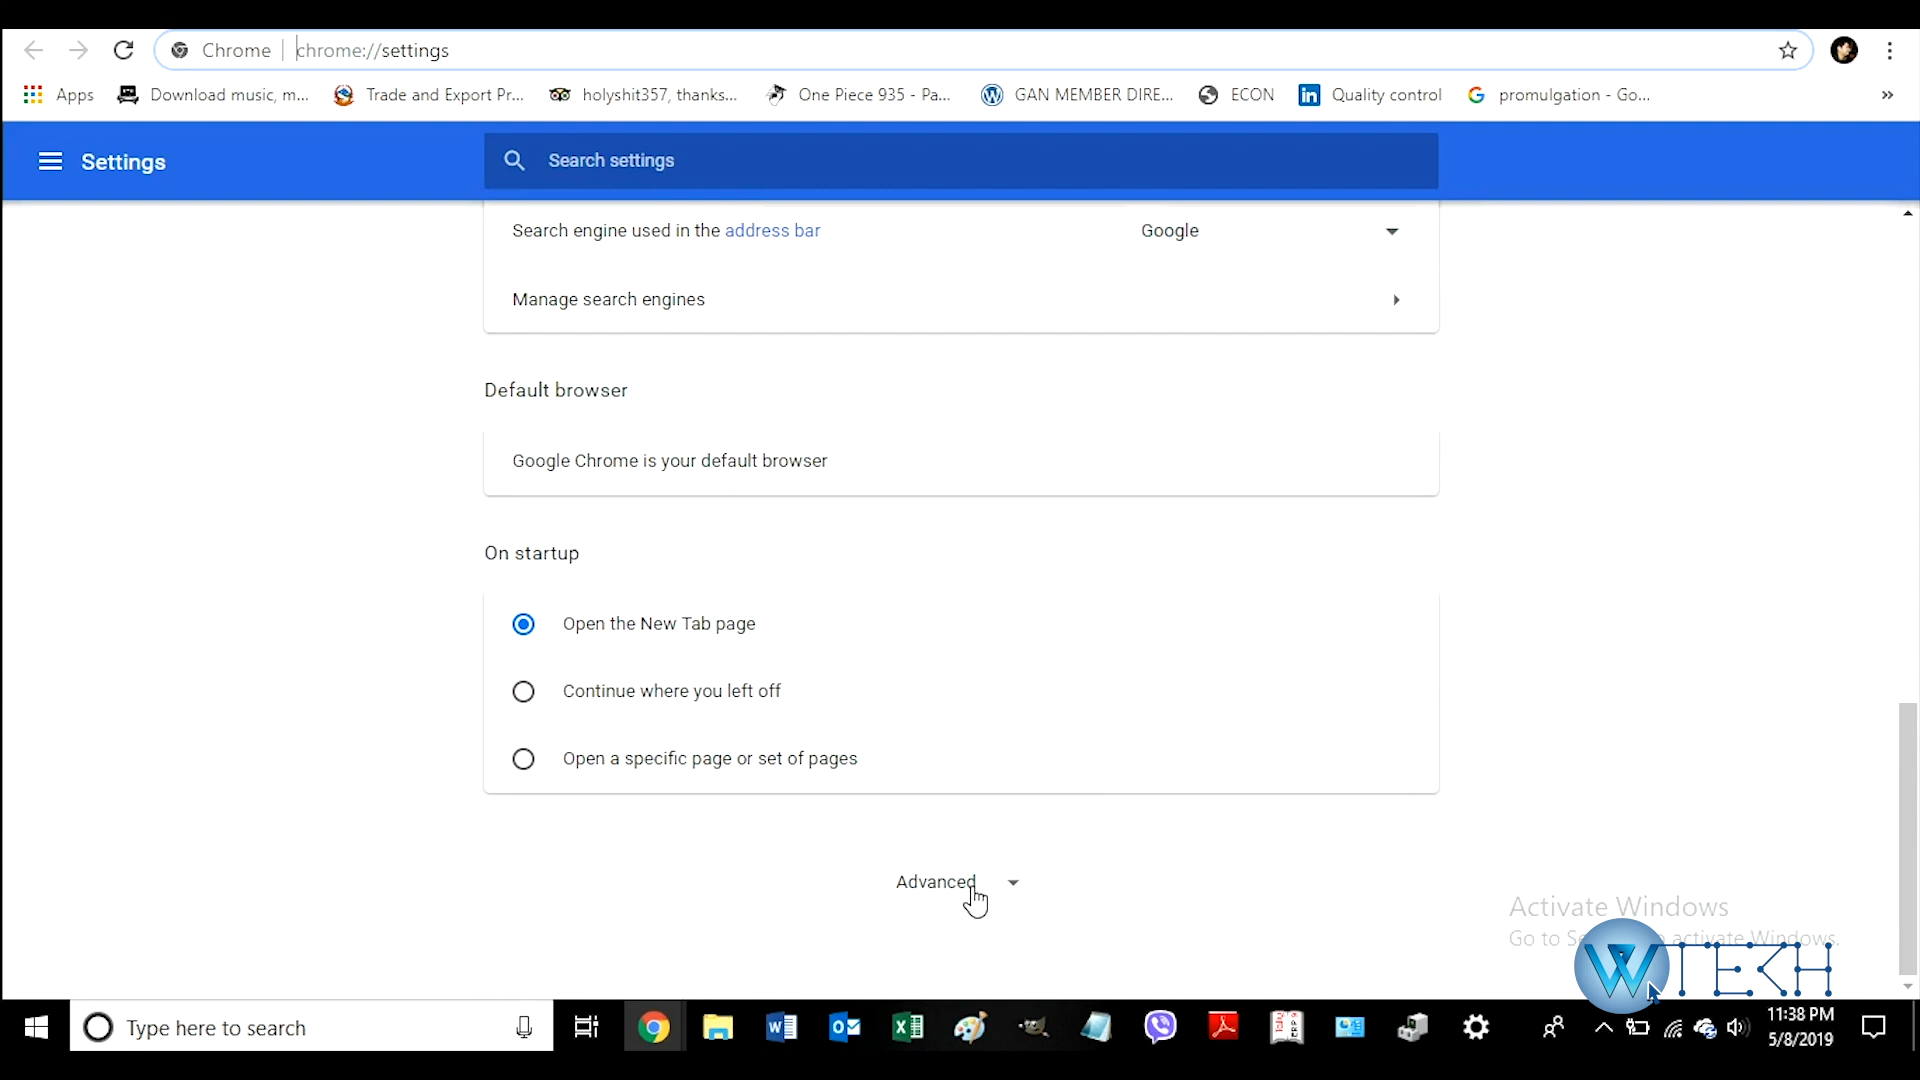 Chrome | chrome://settings
Apps Download music, m... Trade and Export Pr... holyshit357, thanks... One Piece 935 - Pa... GAN MEMBER DIRE... ECON Quality control promulgation - Go... »
Settings
Search settings
Search engine used in the address bar Google
Manage search engines
Default browser
Google Chrome is your default browser
On startup
Open the New Tab page
Continue where you left off
Open a specific page or set of pages
Advanced
Activate Windows
Go to activate Windows.
WTECH
Type here to search
11:38 PM
5/8/2019